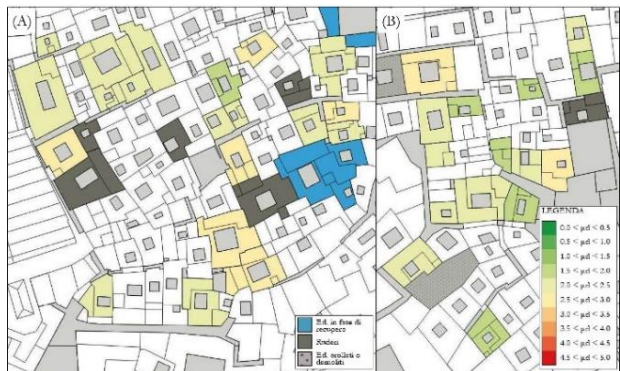 (A)
Ed. in fase di
recupero
Ruderi
Ed. crollati o
demoliti
(B)
LEGENDA
0.0 < μd < 0.5
0.5 < μd < 1.0
1.0 < μd < 1.5
1.5 < μd < 2.0
2.0 < μd < 2.5
2.5 < μd < 3.0
3.0 < μd < 3.5
3.5 < μd < 4.0
4.0 < μd < 4.5
4.5 < μd < 5.0